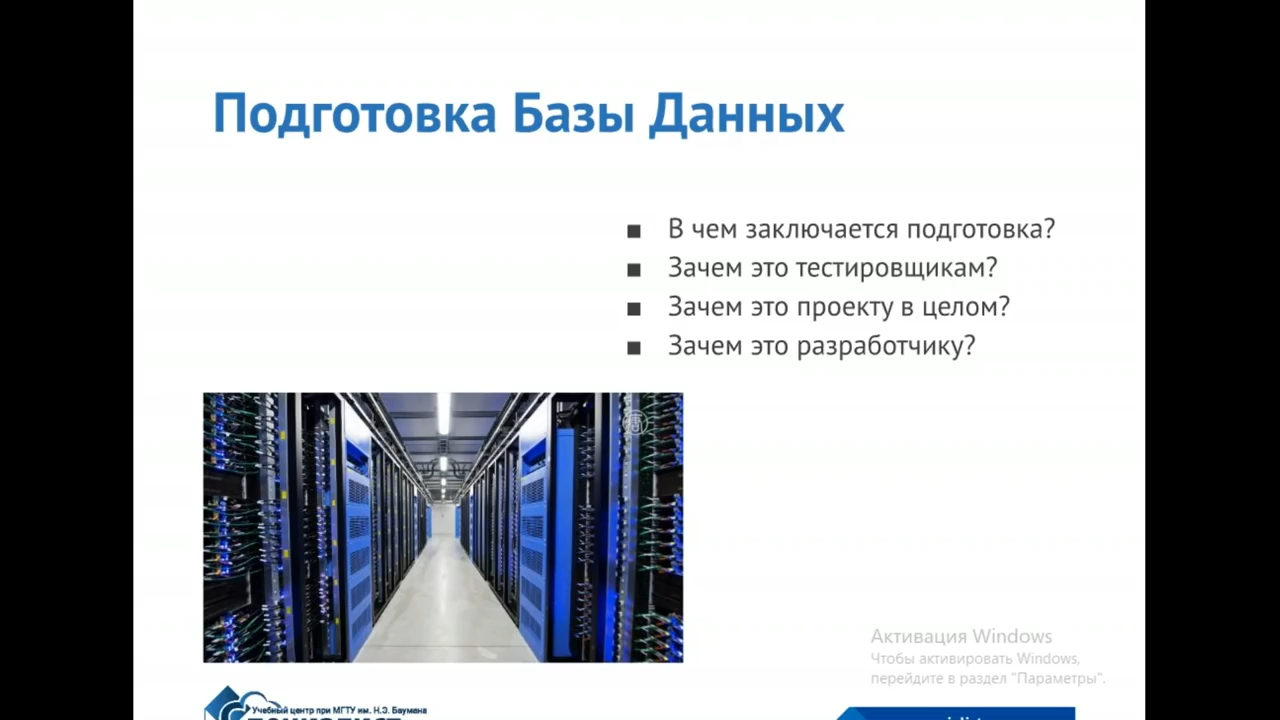 Подготовка Базы Данных
В чем заключается подготовка?
Зачем это тестировщикам?
Зачем это проекту в целом?
Зачем это разработчику?
Активация Windows
Чтобы активировать Windows,
перейдите в раздел "Параметры".
Учебный центр при МГТУ им. Н.Э. Баумана